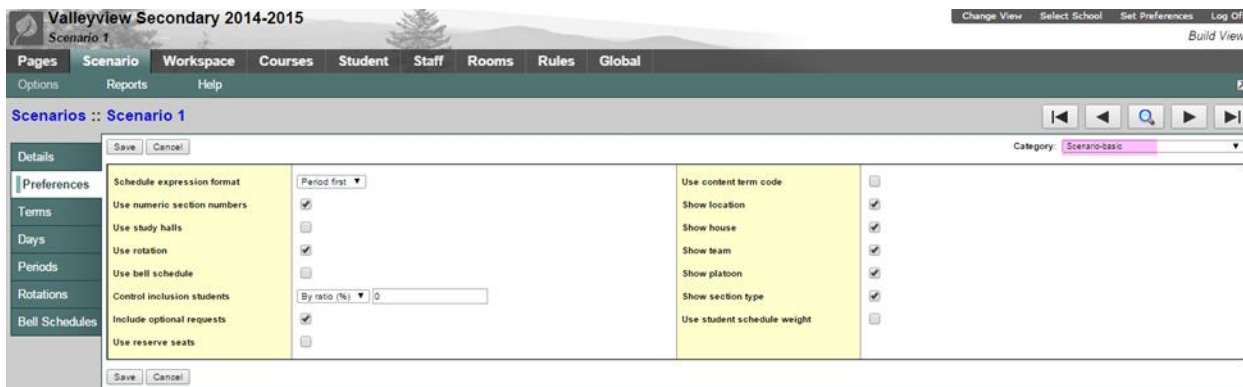 Valleyview Secondary 2014-2015
Change View Select School Set Preferences Log Off
Scenario 1
Build View
Pages Scenario Workspace Courses Student Staff Rooms Rules Global
Options Reports Help
Scenarios :: Scenario 1
Save Cancel
Category: Scenario-basic
Details
Preferences
Terms
Days
Periods
Rotations
Bell Schedules
Schedule expression format Period first
Use numeric section numbers
Use study halls
Use rotation
Use bell schedule
Control inclusion students By ratio (%) 0
Include optional requests
Use reserve seats
Use content term code
Show location
Show house
Show team
Show platoon
Show section type
Use student schedule weight
Save Cancel